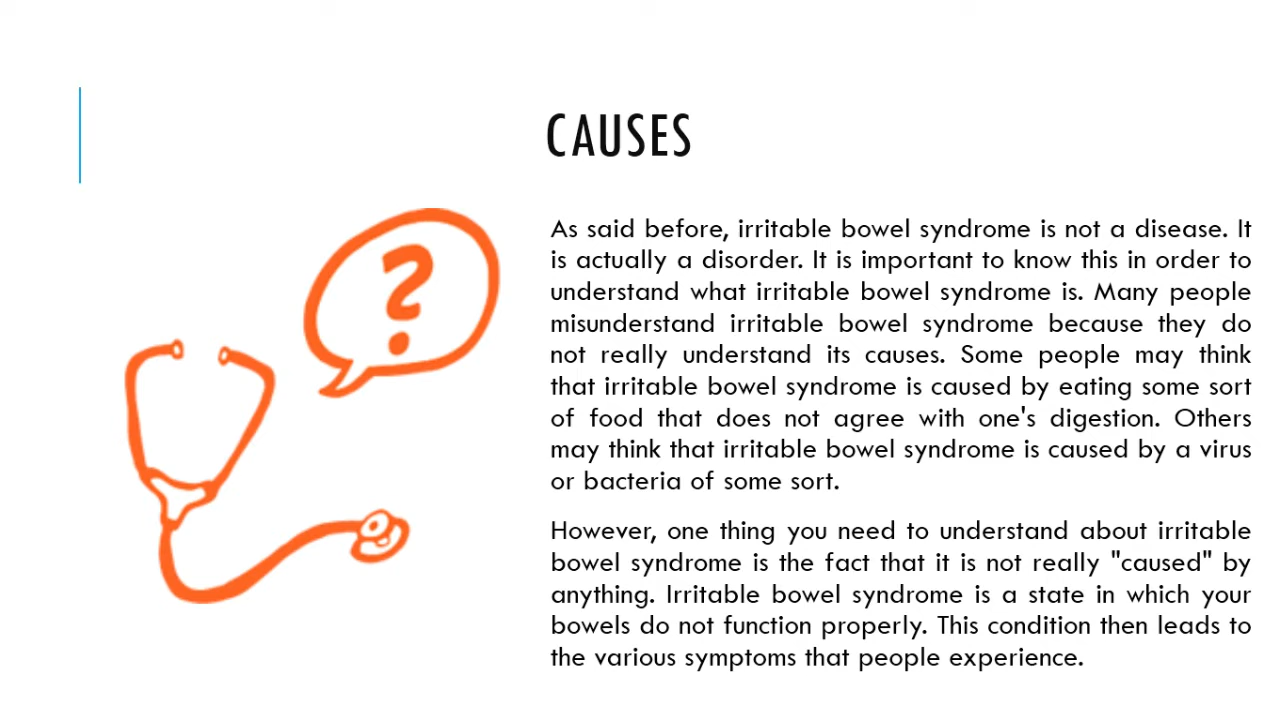 CAUSES
?
As said before, irritable bowel syndrome is not a disease. It
is actually a disorder. It is important to know this in order to
understand what irritable bowel syndrome is. Many people
misunderstand irritable bowel syndrome because they do
not really understand its causes. Some people may think
that irritable bowel syndrome is caused by eating some sort
of food that does not agree with one's digestion. Others
may think that irritable bowel syndrome is caused by a virus
or bacteria of some sort.
However, one thing you need to understand about irritable
bowel syndrome is the fact that it is not really "caused" by
anything. Irritable bowel syndrome is a state in which your
bowels do not function properly. This condition then leads to
the various symptoms that people experience.